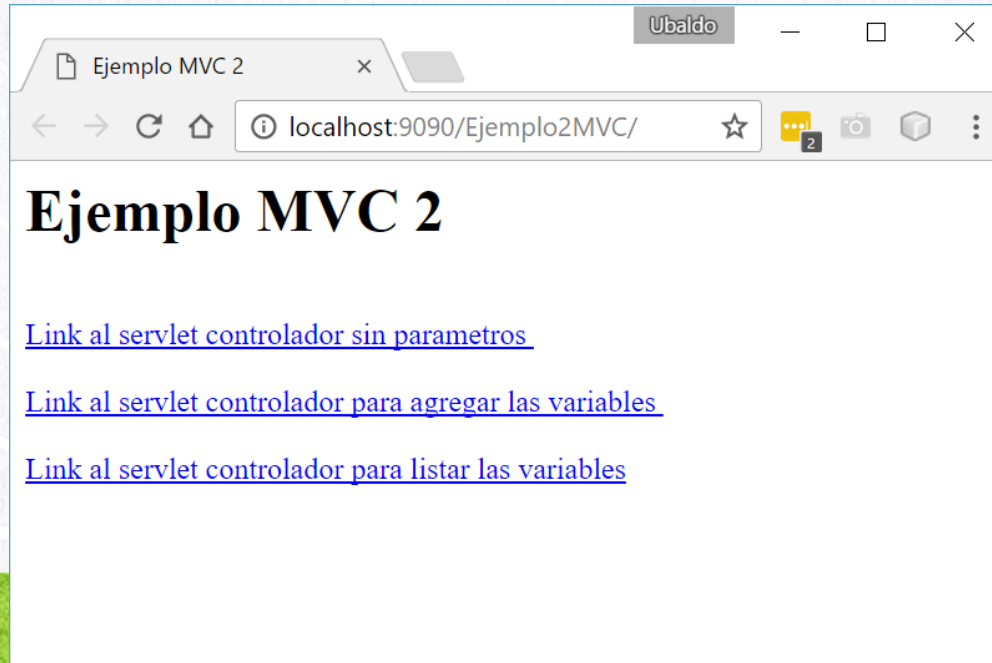 Ubaldo
Ejemplo MVC 2
localhost:9090/Ejemplo2MVC/
2
Ejemplo MVC 2
Link al servlet controlador sin parametros
Link al servlet controlador para agregar las variables
Link al servlet controlador para listar las variables